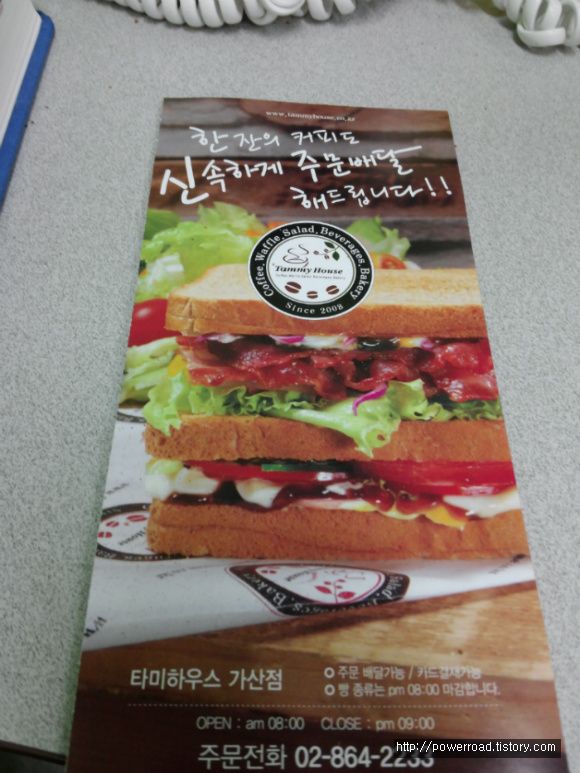 www.tammyhouse.co.kr
한 잔의 커피도
신속하게 주문배달
해드립니다!!
Coffee, Waffle Salad, Beverages, Bakery
Tammy House
Since 2008
타미하우스 가산점
주문 배달가능 / 카드결제가능
빵 종류는 pm 08:00 마감합니다.
OPEN : am 08:00 CLOSE : pm 09:00
주문전화 02-864-2233
http://powerroad.tistory.com